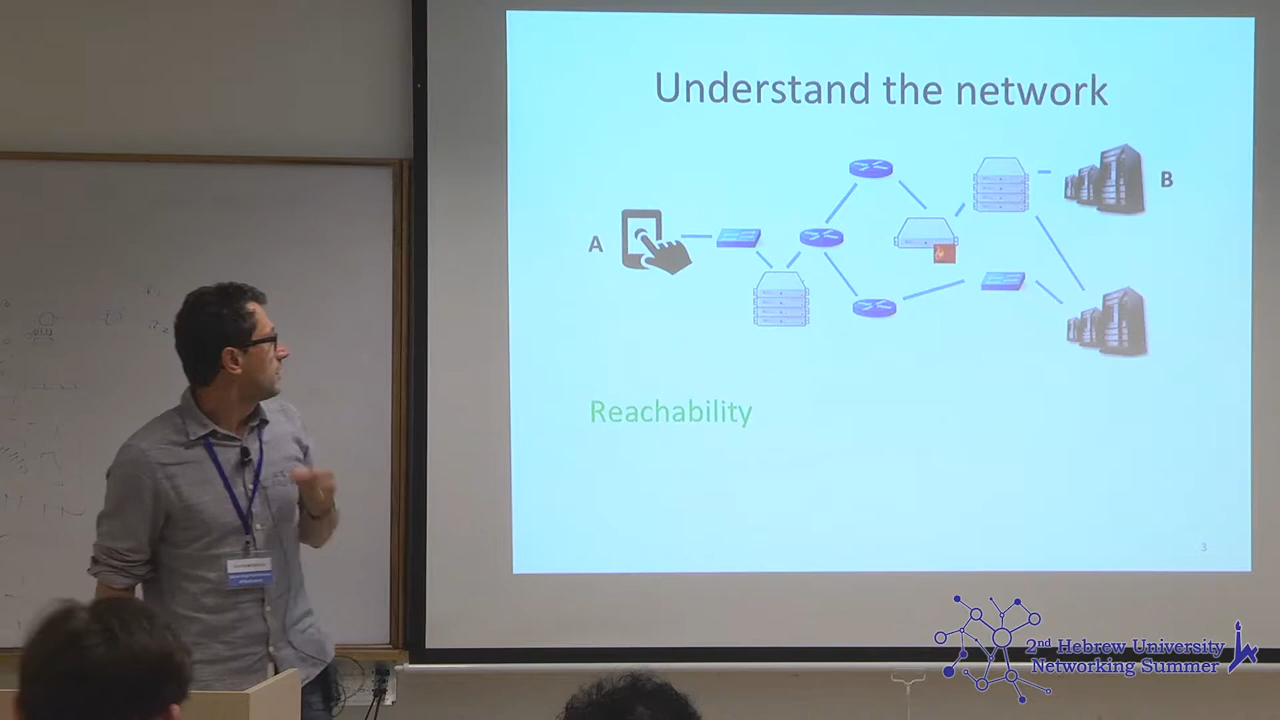 Understand the network
A
B
Reachability
3
2nd Hebrew University
Networking Summer